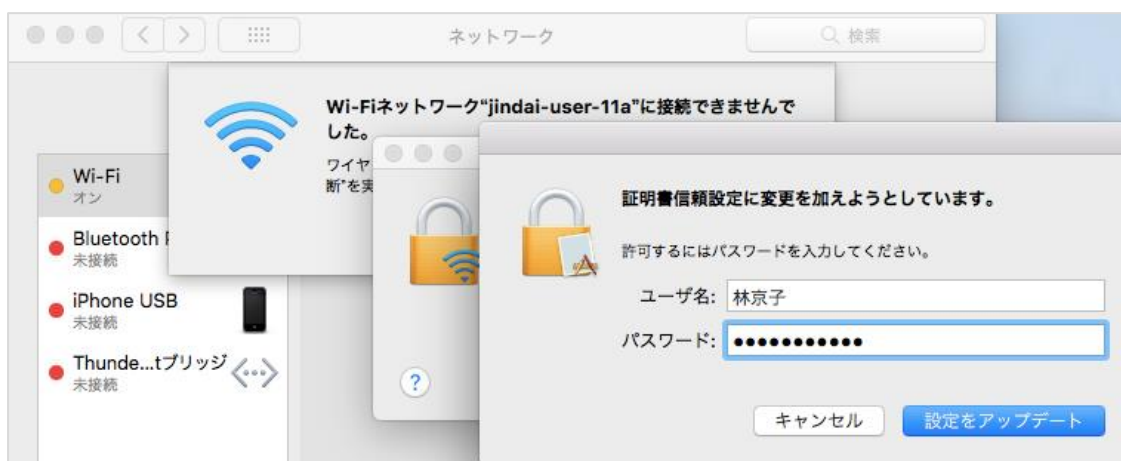 ネットワーク
検索
Wi-Fiネットワーク“jindai-user-11a”に接続できませんで
した。
ワイヤ
断”を実
Wi-Fi
オン
Bluetooth
未接続
iPhone USB
未接続
Thunde...tブリッジ
未接続
?
証明書信頼設定に変更を加えようとしています。
許可するにはパスワードを入力してください。
ユーザ名: 林京子
パスワード: ●●●●●●●●●●●
キャンセル
設定をアップデート